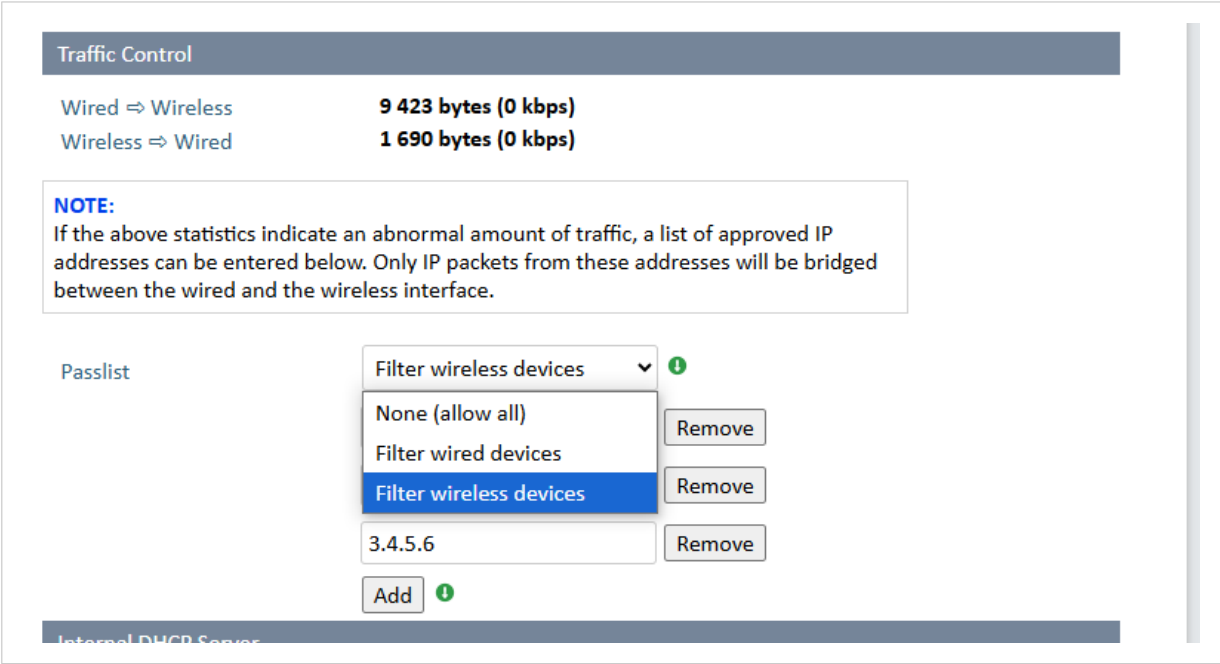 Traffic Control
Wired ⇨ Wireless 9 423 bytes (0 kbps)
Wireless ⇨ Wired 1 690 bytes (0 kbps)
NOTE:
If the above statistics indicate an abnormal amount of traffic, a list of approved IP
addresses can be entered below. Only IP packets from these addresses will be bridged
between the wired and the wireless interface.
Passlist Filter wireless devices
None (allow all)
Remove
Filter wired devices
Filter wireless devices Remove
3.4.5.6 Remove
Add
Internal DHCP Server